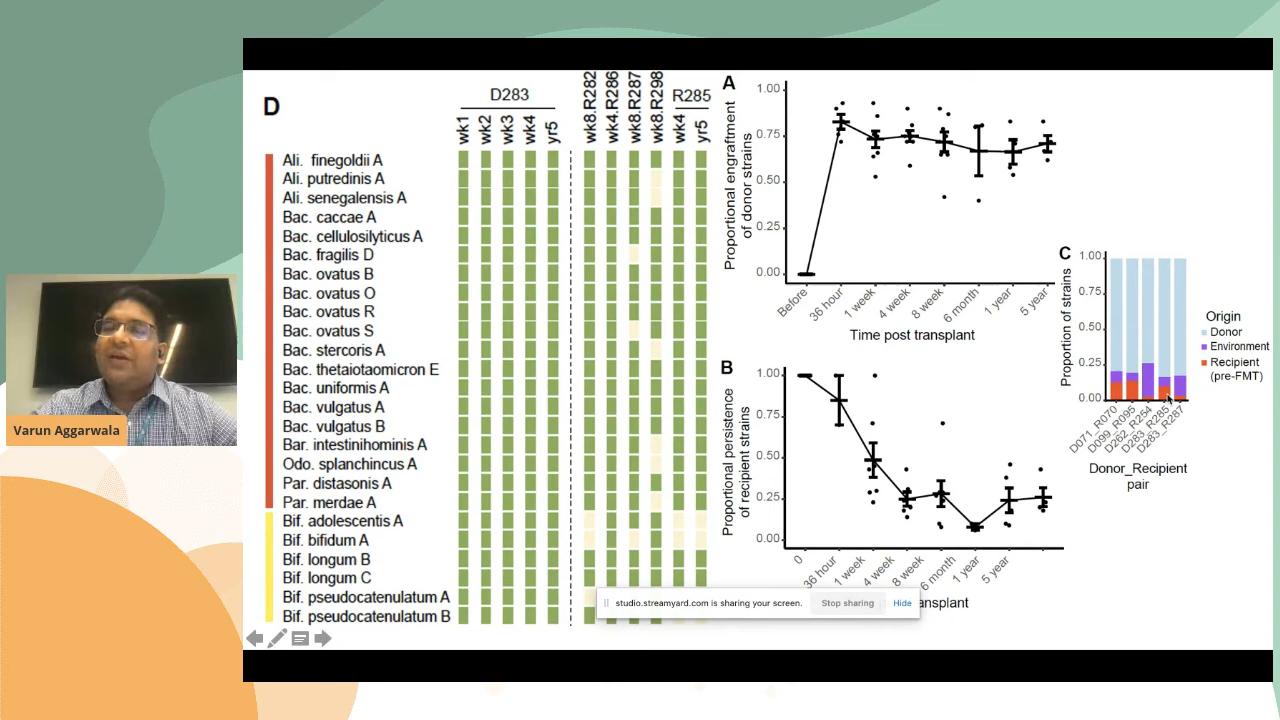 D
D283
R285
wk1
wk2
wk3
wk4
yr5
wk8.R282
wk4.R286
wk8.R287
wk8.R298
wk4
yr5
Ali. finegoldii A
Ali. putredinis A
Ali. senegalensis A
Bac. caccae A
Bac. cellulosilyticus A
Bac. fragilis D
Bac. ovatus B
Bac. ovatus O
Bac. ovatus R
Bac. ovatus S
Bac. stercoris A
Bac. thetaiotaomicron E
Bac. uniformis A
Bac. vulgatus A
Bac. vulgatus B
Bar. intestinihominis A
Odo. splanchincus A
Par. distasonis A
Par. merdae A
Bif. adolescentis A
Bif. bifidum A
Bif. longum B
Bif. longum C
Bif. pseudocatenulatum A
Bif. pseudocatenulatum B
A
Proportional engraftment
of donor strains
1.00
0.75
0.50
0.25
0.00
Before
36 hour
1 week
4 week
8 week
6 month
1 year
5 year
Time post transplant
B
Proportional persistence
of recipient strains
1.00
0.75
0.50
0.25
0.00
0
36 hour
1 week
4 week
8 week
6 month
1 year
5 year
ansplant
C
Proportion of strains
1.00
0.75
0.50
0.25
0.00
D071_R070
D099_R095
D262_R254
D283_R285
D283_R287
Donor_Recipient
pair
Origin
Donor
Environment
Recipient
(pre-FMT)
Varun Aggarwala
studio.streamyard.com is sharing your screen.
Stop sharing
Hide